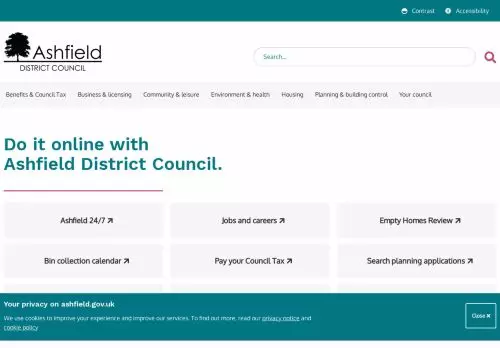 Contrast Accessibility
Ashfield
DISTRICT COUNCIL
Search...
Benefits & Council Tax Business & licensing Community & leisure Environment & health Housing Planning & building control Your council
Do it online with
Ashfield District Council.
Ashfield 24/7 Jobs and careers Empty Homes Review
Bin collection calendar Pay your Council Tax Search planning applications
Your privacy on ashfield.gov.uk
We use cookies to improve your experience and improve our services. To find out more, read our privacy notice and
cookie policy
Close ×